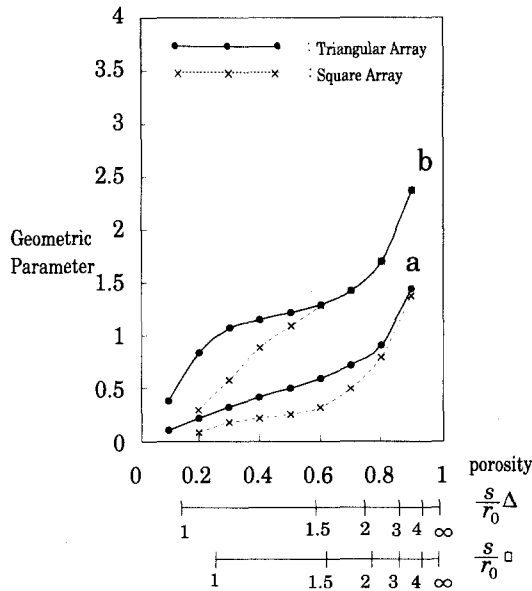 4
3.5
3
2.5
2
1.5
1
0.5
0
: Triangular Array
: Square Array
b
a
Geometric
Parameter
0 0.2 0.4 0.6 0.8 1
porosity
s/r₀ Δ
1 1.5 2 3 4 ∞
s/r₀ □
1 1.5 2 3 4 ∞